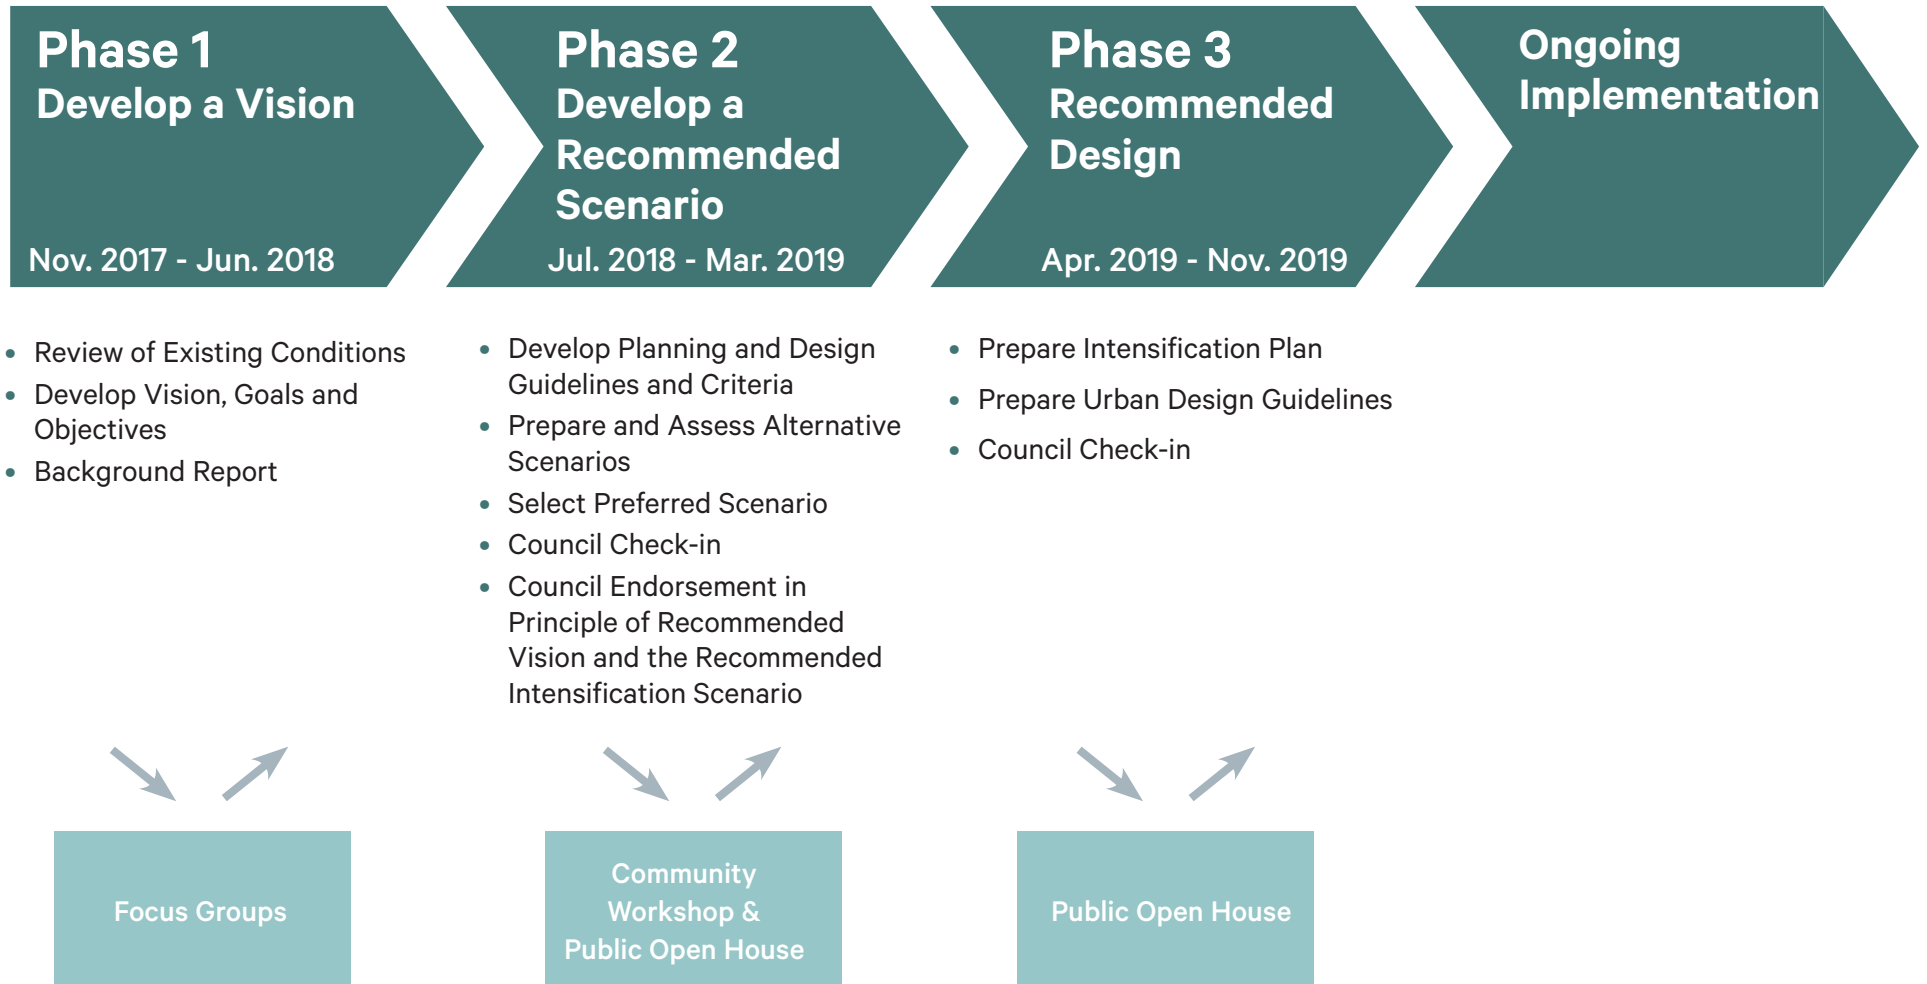 Phase 1
Develop a Vision
Nov. 2017 - Jun. 2018
Phase 2
Develop a
Recommended
Scenario
Jul. 2018 - Mar. 2019
Phase 3
Recommended
Design
Apr. 2019 - Nov. 2019
Ongoing
Implementation
• Review of Existing Conditions
• Develop Vision, Goals and
Objectives
• Background Report
• Develop Planning and Design
Guidelines and Criteria
• Prepare and Assess Alternative
Scenarios
• Select Preferred Scenario
• Council Check-in
• Council Endorsement in
Principle of Recommended
Vision and the Recommended
Intensification Scenario
• Prepare Intensification Plan
• Prepare Urban Design Guidelines
• Council Check-in
Focus Groups
Community
Workshop &
Public Open House
Public Open House